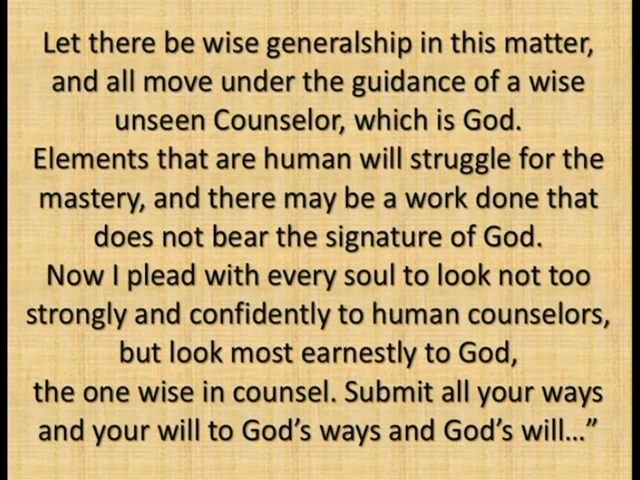 Let there be wise generalship in this matter,
and all move under the guidance of a wise
unseen Counselor, which is God.
Elements that are human will struggle for the
mastery, and there may be a work done that
does not bear the signature of God.
Now I plead with every soul to look not too
strongly and confidently to human counselors,
but look most earnestly to God,
the one wise in counsel. Submit all your ways
and your will to God’s ways and God’s will…”